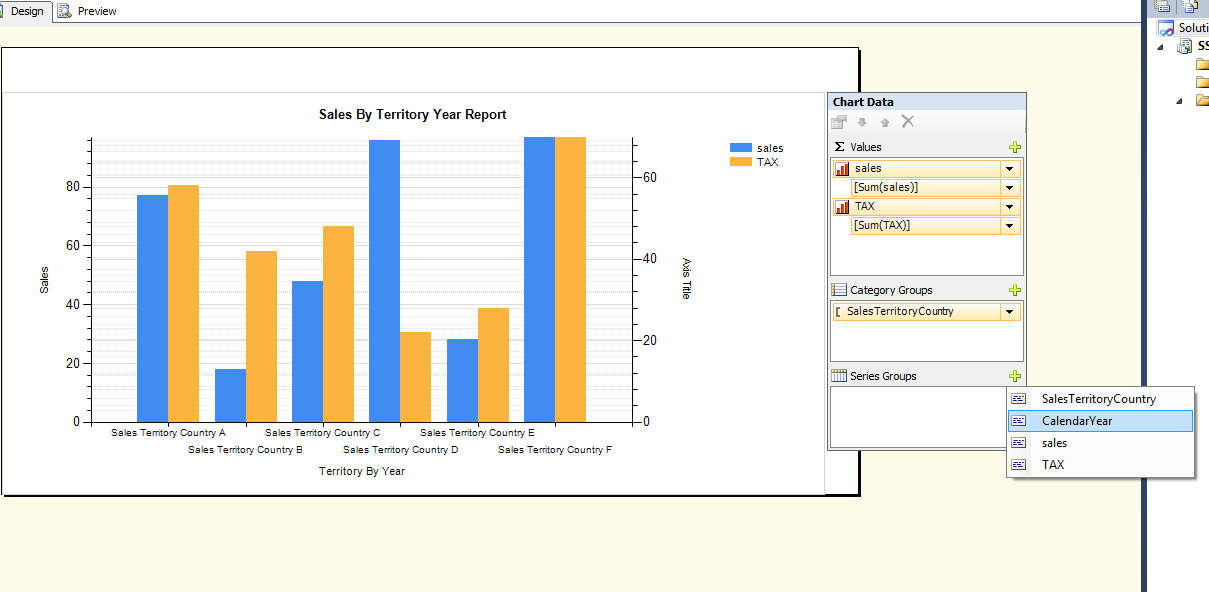 Design
Preview
Soluti
SS
Chart Data
Sales By Territory Year Report
sales
TAX
Σ Values
sales
[Sum(sales)]
TAX
[Sum(TAX)]
80
60
40
20
0
Sales
60
40
20
0
Axis Title
Category Groups
SalesTerritoryCountry
Series Groups
SalesTerritoryCountry
CalendarYear
sales
TAX
Sales Territory Country A
Sales Territory Country C
Sales Territory Country E
Sales Territory Country B
Sales Territory Country D
Sales Territory Country F
Territory By Year